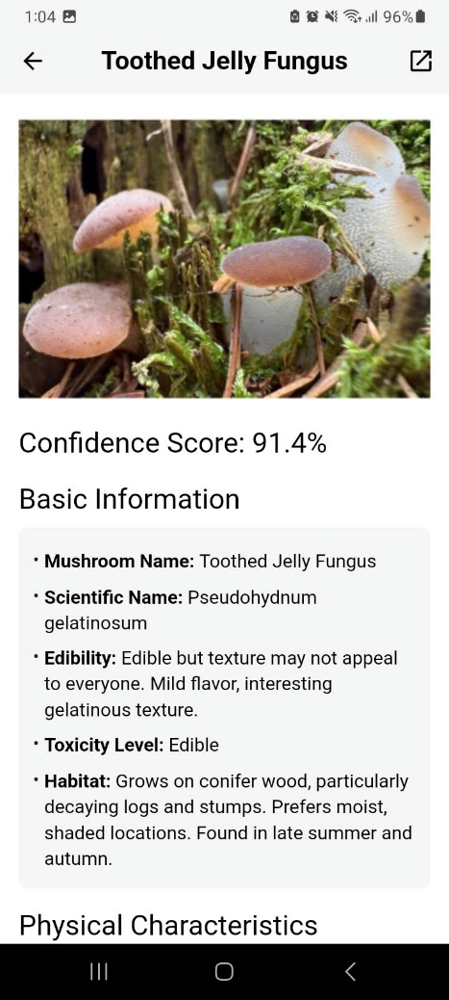 1:04
96%
Toothed Jelly Fungus
Confidence Score: 91.4%
Basic Information
• Mushroom Name: Toothed Jelly Fungus
• Scientific Name: Pseudohydnum
gelatinosum
• Edibility: Edible but texture may not appeal
to everyone. Mild flavor, interesting
gelatinous texture.
• Toxicity Level: Edible
• Habitat: Grows on conifer wood, particularly
decaying logs and stumps. Prefers moist,
shaded locations. Found in late summer and
autumn.
Physical Characteristics